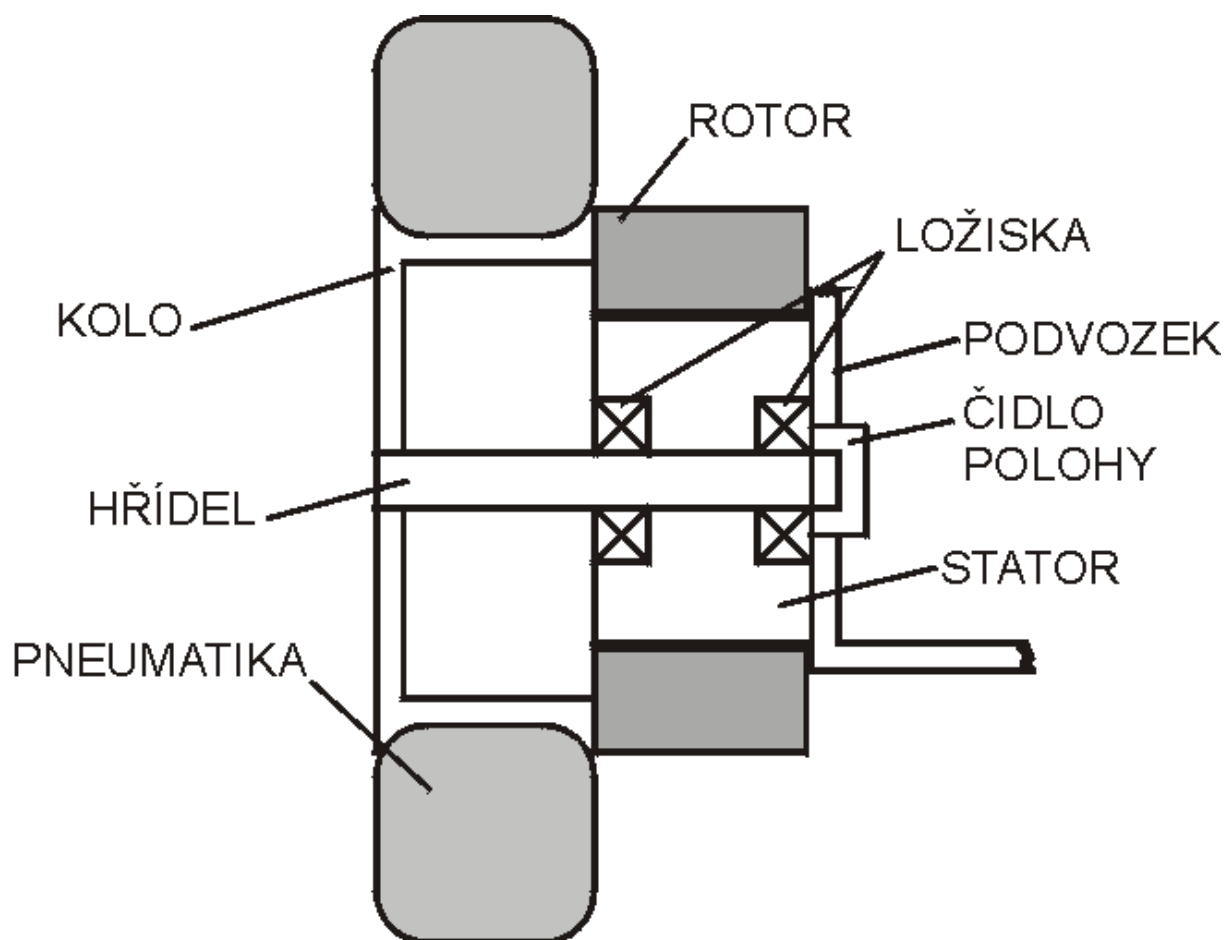 ROTOR
LOŽISKA
KOLO
PODVOZEK
ČIDLO
POLOHY
HŘÍDEL
STATOR
PNEUMATIKA